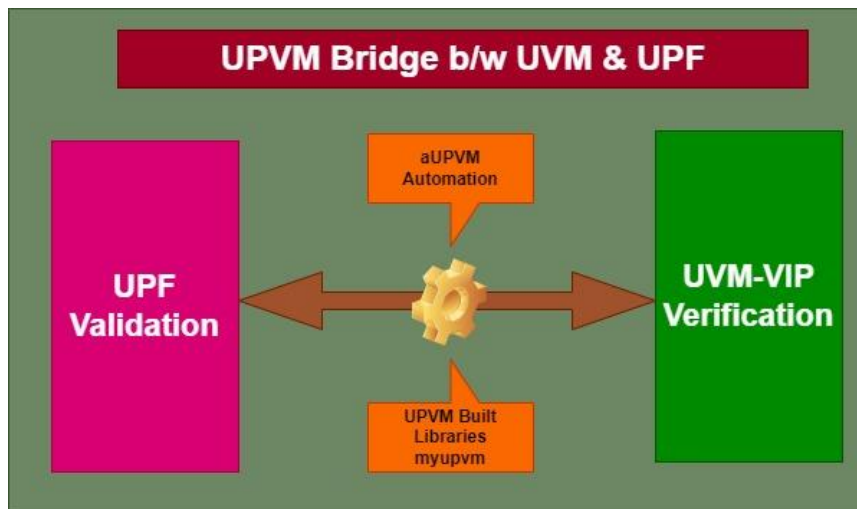 UPVM Bridge b/w UVM & UPF
aUPVM
Automation
UPF
Validation
UVM-VIP
Verification
UPVM Built
Libraries
myupvm